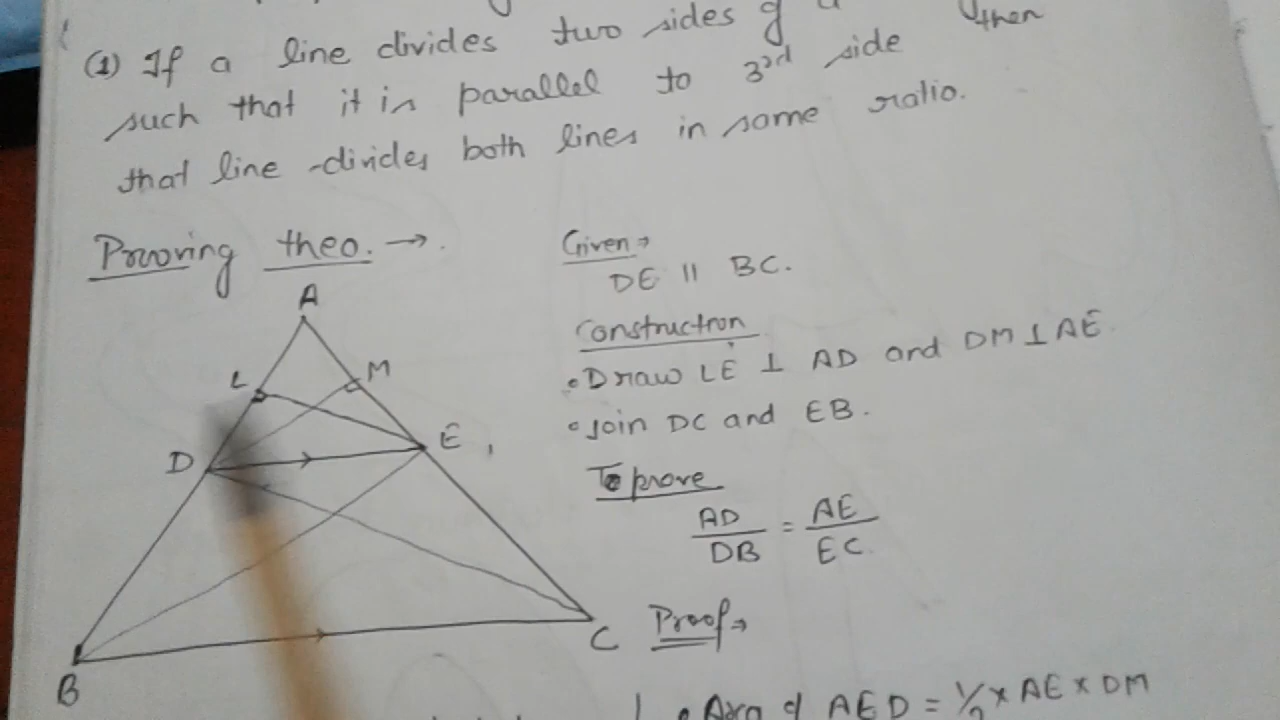 (1) If a line divides two sides
then
such that it is parallel to 3rd side
that line divides both lines in same ratio.
Prooving theo. →.
Given →
DE || BC.
A
Construction
M
L
• Draw LE ⊥ AD and DM ⊥ AE.
• Join DC and EB.
E,
D
To prove
AD/DB = AE/EC.
C
Proof →
B
• Area of AED = 1/2 × AE × DM